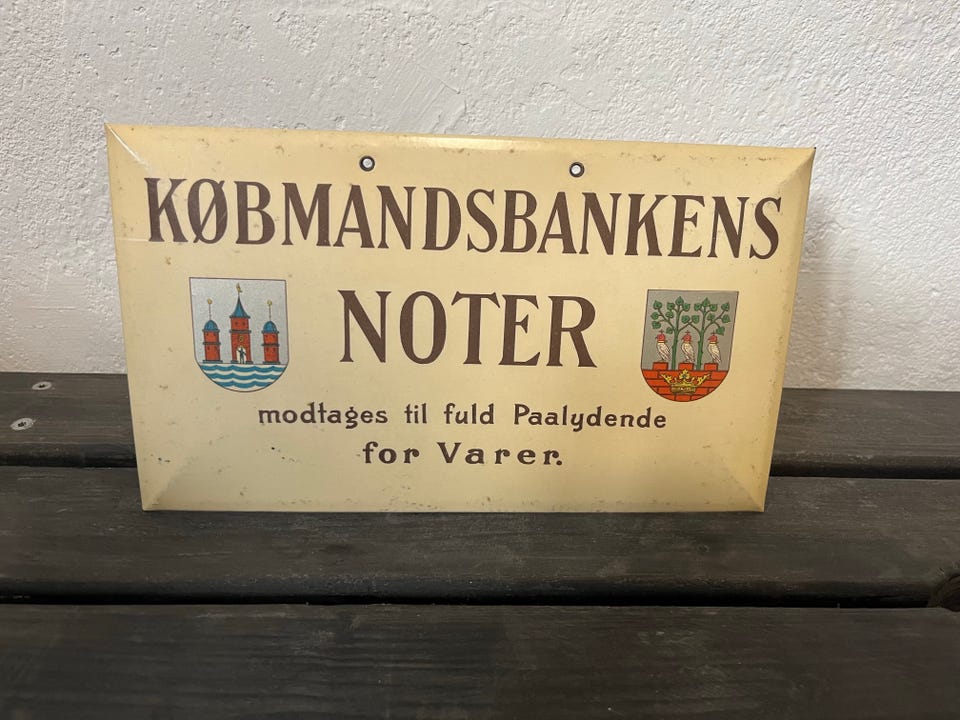 KØBMANDSBANKENS
NOTER
modtages til fuld Paalydende
for Varer.